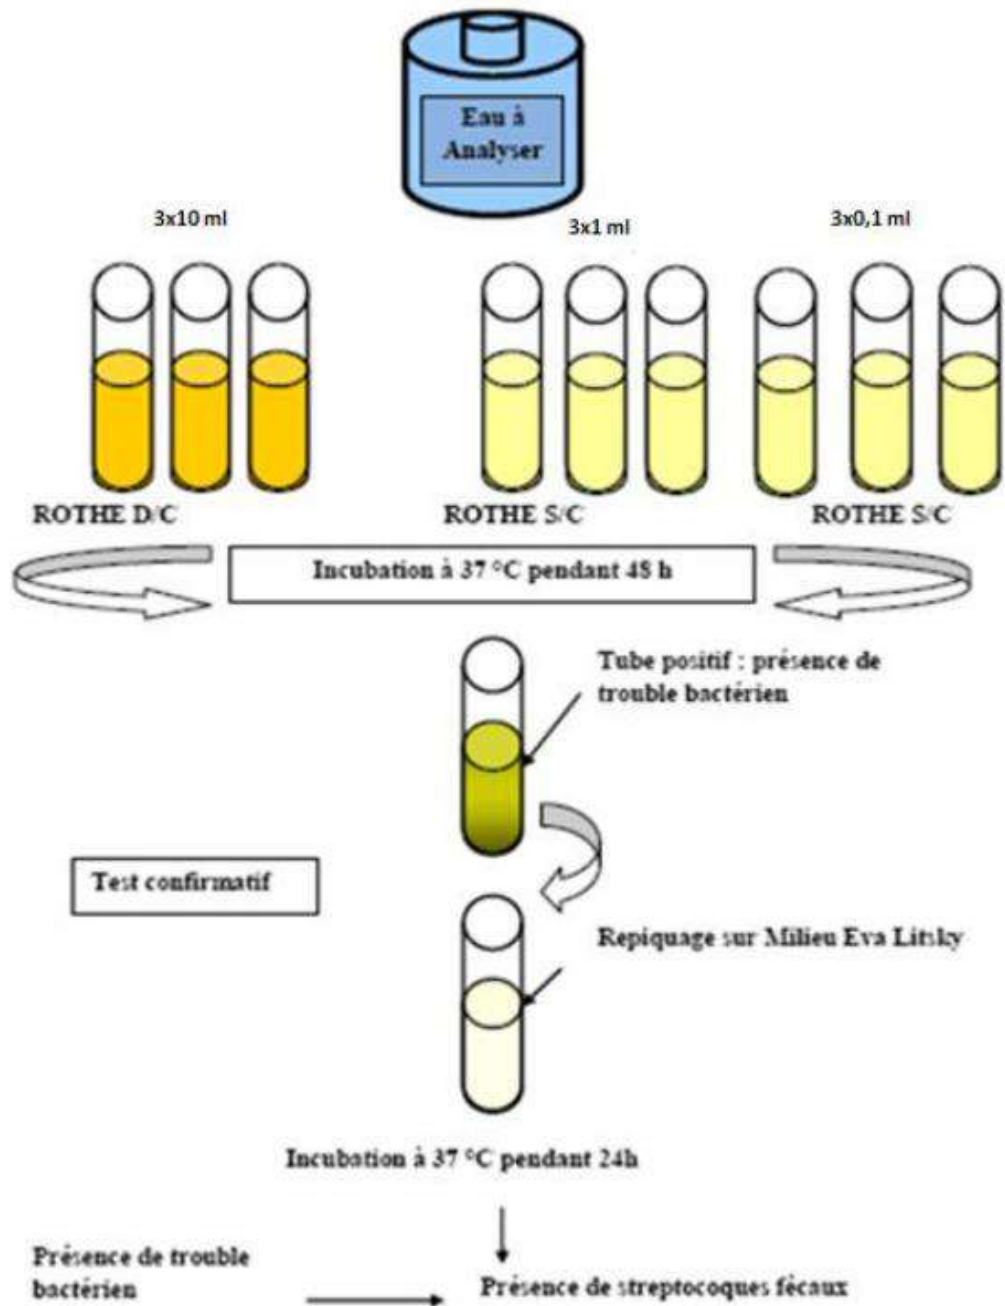 Eau à
Analyser
3x10 ml
3x1 ml
3x0,1 ml
ROTHE D/C
ROTHE S/C
ROTHE S/C
Incubation à 37 °C pendant 48 h
Tube positif : présence de
trouble bactérien
Test confirmatif
Repiquage sur Milieu Eva Litsky
Incubation à 37 °C pendant 24h
Présence de trouble
bactérien
Présence de streptocoques fécaux